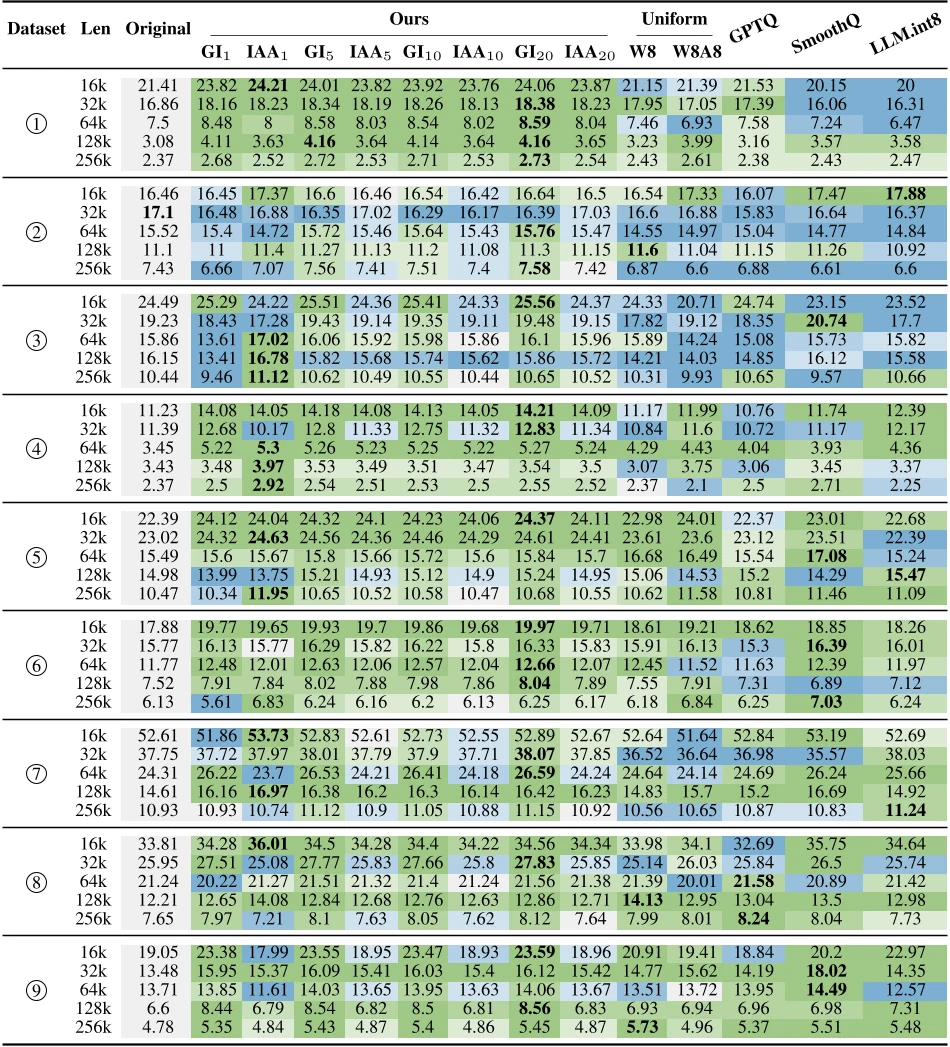 Dataset Len Original Ours Uniform GPTQ SmoothQ LLM.int8
GI1 IAA1 GI5 IAA5 GI10 IAA10 GI20 IAA20 W8 W8A8
① 16k 21.41 23.82 24.21 24.01 23.82 23.92 23.76 24.06 23.87 21.15 21.39 21.53 20.15 20
32k 16.86 18.16 18.23 18.34 18.19 18.26 18.13 18.38 18.23 17.95 17.05 17.39 16.06 16.31
64k 7.5 8.48 8 8.58 8.03 8.54 8.02 8.59 8.04 7.46 6.93 7.58 7.24 6.47
128k 3.08 4.11 3.63 4.16 3.64 4.14 3.64 4.16 3.65 3.23 3.99 3.16 3.57 3.58
256k 2.37 2.68 2.52 2.72 2.53 2.71 2.53 2.73 2.54 2.43 2.61 2.38 2.43 2.47
② 16k 16.46 16.45 17.37 16.6 16.46 16.54 16.42 16.64 16.5 16.54 17.33 16.07 17.47 17.88
32k 17.1 16.48 16.88 16.35 17.02 16.29 16.17 16.39 17.03 16.6 16.88 15.83 16.64 16.37
64k 15.52 15.4 14.72 15.72 15.46 15.64 15.43 15.76 15.47 14.55 14.97 15.04 14.77 14.84
128k 11.1 11 11.4 11.27 11.13 11.2 11.08 11.3 11.15 11.6 11.04 11.15 11.26 10.92
256k 7.43 6.66 7.07 7.56 7.41 7.51 7.4 7.58 7.42 6.87 6.6 6.88 6.61 6.6
③ 16k 24.49 25.29 24.22 25.51 24.36 25.41 24.33 25.56 24.37 24.33 20.71 24.74 23.15 23.52
32k 19.23 18.43 17.28 19.43 19.14 19.35 19.11 19.48 19.15 17.82 19.12 18.35 20.74 17.7
64k 15.86 13.61 17.02 16.06 15.92 15.98 15.86 16.1 15.96 15.89 14.24 15.08 15.73 15.82
128k 16.15 13.41 16.78 15.82 15.68 15.74 15.62 15.86 15.72 14.21 14.03 14.85 16.12 15.58
256k 10.44 9.46 11.12 10.62 10.49 10.55 10.44 10.65 10.52 10.31 9.93 10.65 9.57 10.66
④ 16k 11.23 14.08 14.05 14.18 14.08 14.13 14.05 14.21 14.09 11.17 11.99 10.76 11.74 12.39
32k 11.39 12.68 10.17 12.8 11.33 12.75 11.32 12.83 11.34 10.84 11.6 10.72 11.17 12.17
64k 3.45 5.22 5.3 5.26 5.23 5.25 5.22 5.27 5.24 4.29 4.43 4.04 3.93 4.36
128k 3.43 3.48 3.97 3.53 3.49 3.51 3.47 3.54 3.5 3.07 3.75 3.06 3.45 3.37
256k 2.37 2.5 2.92 2.54 2.51 2.53 2.5 2.55 2.52 2.37 2.1 2.5 2.71 2.25
⑤ 16k 22.39 24.12 24.04 24.32 24.1 24.23 24.06 24.37 24.11 22.98 24.01 22.37 23.01 22.68
32k 23.02 24.32 24.63 24.56 24.36 24.46 24.29 24.61 24.41 23.61 23.6 23.12 23.51 22.39
64k 15.49 15.6 15.67 15.8 15.66 15.72 15.6 15.84 15.7 16.68 16.49 15.54 17.08 15.24
128k 14.98 13.99 13.75 15.21 14.93 15.12 14.9 15.24 14.95 15.06 14.53 15.2 14.29 15.47
256k 10.47 10.34 11.95 10.65 10.52 10.58 10.47 10.68 10.55 10.62 11.58 10.81 11.46 11.09
⑥ 16k 17.88 19.77 19.65 19.93 19.7 19.86 19.68 19.97 19.71 18.61 19.21 18.62 18.85 18.26
32k 15.77 16.13 15.77 16.29 15.82 16.22 15.8 16.33 15.83 15.91 16.13 15.3 16.39 16.01
64k 11.77 12.48 12.01 12.63 12.06 12.57 12.04 12.66 12.07 12.45 11.52 11.63 12.39 11.97
128k 7.52 7.91 7.84 8.02 7.88 7.98 7.86 8.04 7.89 7.55 7.91 7.31 6.89 7.12
256k 6.13 5.61 6.83 6.24 6.16 6.2 6.13 6.25 6.17 6.18 6.84 6.25 7.03 6.24
⑦ 16k 52.61 51.86 53.73 52.83 52.61 52.73 52.55 52.89 52.67 52.64 51.64 52.84 53.19 52.69
32k 37.75 37.72 37.97 38.01 37.79 37.9 37.71 38.07 37.85 36.52 36.64 36.98 35.57 38.03
64k 24.31 26.22 23.7 26.53 24.21 26.41 24.18 26.59 24.24 24.64 24.14 24.69 26.24 25.66
128k 14.61 16.16 16.97 16.38 16.2 16.3 16.14 16.42 16.23 14.83 15.7 15.2 16.69 14.92
256k 10.93 10.93 10.74 11.12 10.9 11.05 10.88 11.15 10.92 10.56 10.65 10.87 10.83 11.24
⑧ 16k 33.81 34.28 36.01 34.5 34.28 34.4 34.22 34.56 34.34 33.98 34.1 32.69 35.75 34.64
32k 25.95 27.51 25.08 27.77 25.83 27.66 25.8 27.83 25.85 25.14 26.03 25.84 26.5 25.74
64k 21.24 20.22 21.27 21.51 21.32 21.4 21.24 21.56 21.38 21.39 20.01 21.58 20.89 21.42
128k 12.21 12.65 14.08 12.84 12.68 12.76 12.63 12.86 12.71 14.13 12.95 13.04 13.5 12.98
256k 7.65 7.97 7.21 8.1 7.63 8.05 7.62 8.12 7.64 7.99 8.01 8.24 8.04 7.73
⑨ 16k 19.05 23.38 17.99 23.55 18.95 23.47 18.93 23.59 18.96 20.91 19.41 18.84 20.2 22.97
32k 13.48 15.95 15.37 16.09 15.41 16.03 15.4 16.12 15.42 14.77 15.62 14.19 18.02 14.35
64k 13.71 13.85 11.61 14.03 13.65 13.95 13.63 14.06 13.67 13.51 13.72 13.95 14.49 12.57
128k 6.6 8.44 6.79 8.54 6.82 8.5 6.81 8.56 6.83 6.93 6.94 6.96 6.98 7.31
256k 4.78 5.35 4.84 5.43 4.87 5.4 4.86 5.45 4.87 5.73 4.96 5.37 5.51 5.48